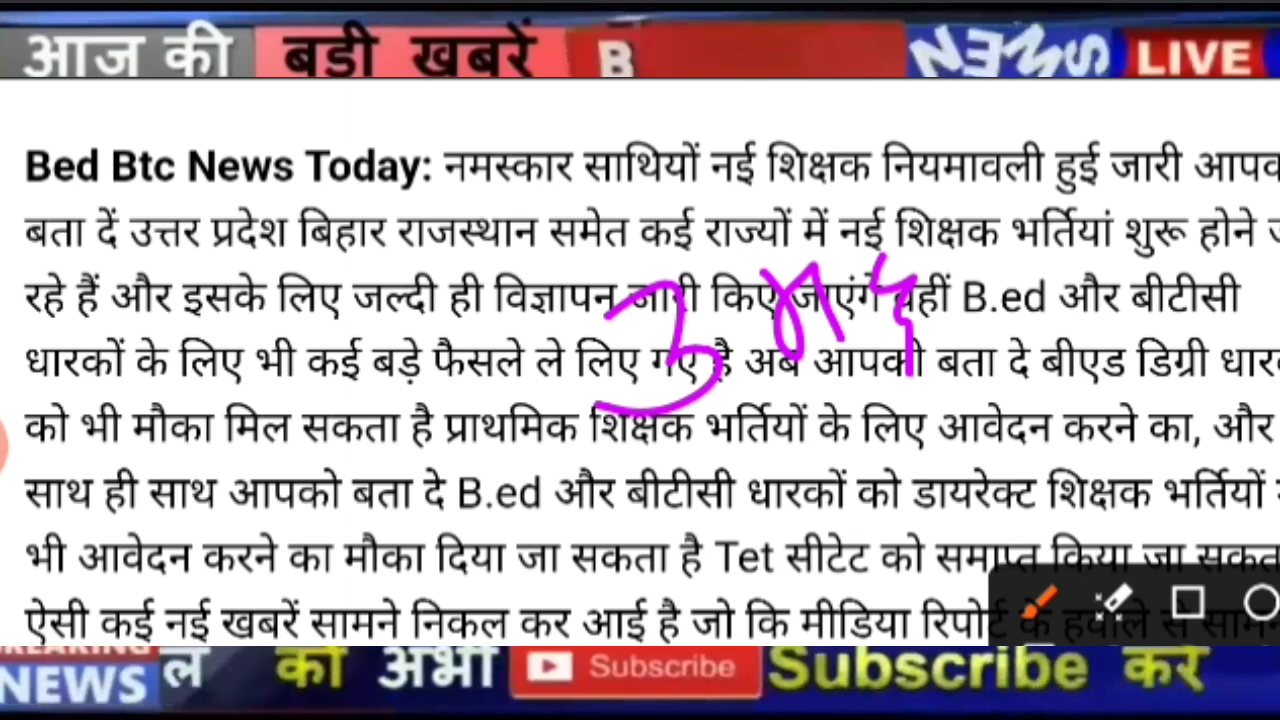 आज की बडी खबरें B NEWS LIVE
Bed Btc News Today: नमस्कार साथियों नई शिक्षक नियमावली हुई जारी
बता दें उत्तर प्रदेश बिहार राजस्थान समेत कई राज्यों में नई शिक्षक भर्तियां शुरू होने
रहे हैं और इसके लिए जल्दी ही विज्ञापन जारी किए जाएंगे वहीं B.ed और बीटीसी
धारकों के लिए भी कई बड़े फैसले ले लिए गए है अब आपको बता दे बीएड डिग्री
को भी मौका मिल सकता है प्राथमिक शिक्षक भर्तियों के लिए आवेदन करने का, और
साथ ही साथ आपको बता दे B.ed और बीटीसी धारकों को डायरेक्ट शिक्षक भर्तियों
भी आवेदन करने का मौका दिया जा सकता है Tet सीटेट को समाप्त किया जा
ऐसी कई नई खबरें सामने निकल कर आई है जो कि मीडिया रिपोर्ट के हवाले से
BREAKING
NEWS ल को अभी Subscribe Subscribe करें